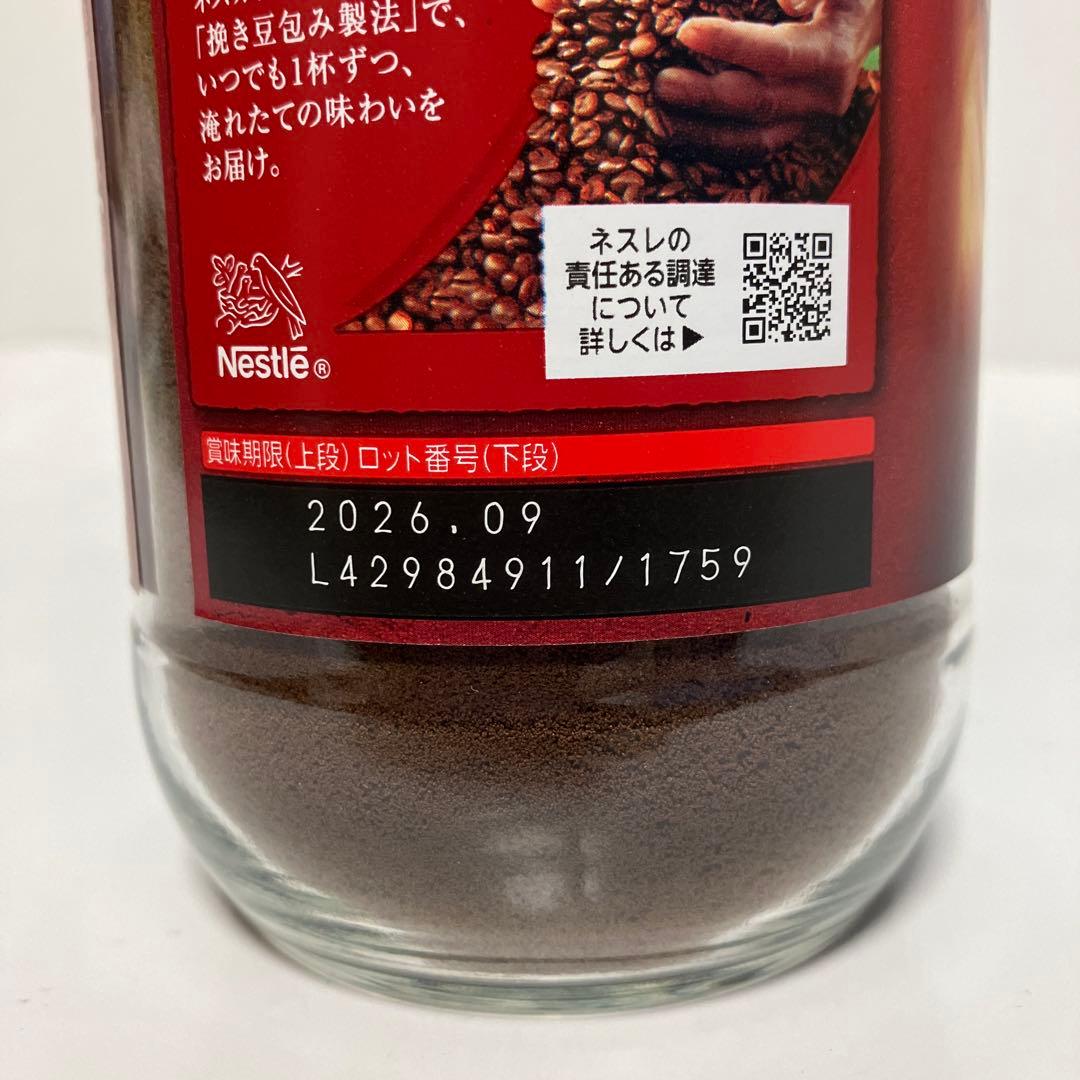 「挽き豆包み製法」で、
いつでも1杯ずつ、
淹れたての味わいを
お届け。
ネスレの
責任ある調達
について
詳しくは▶
Nestlé®
賞味期限(上段) ロット番号(下段)
2026.09
L42984911/1759